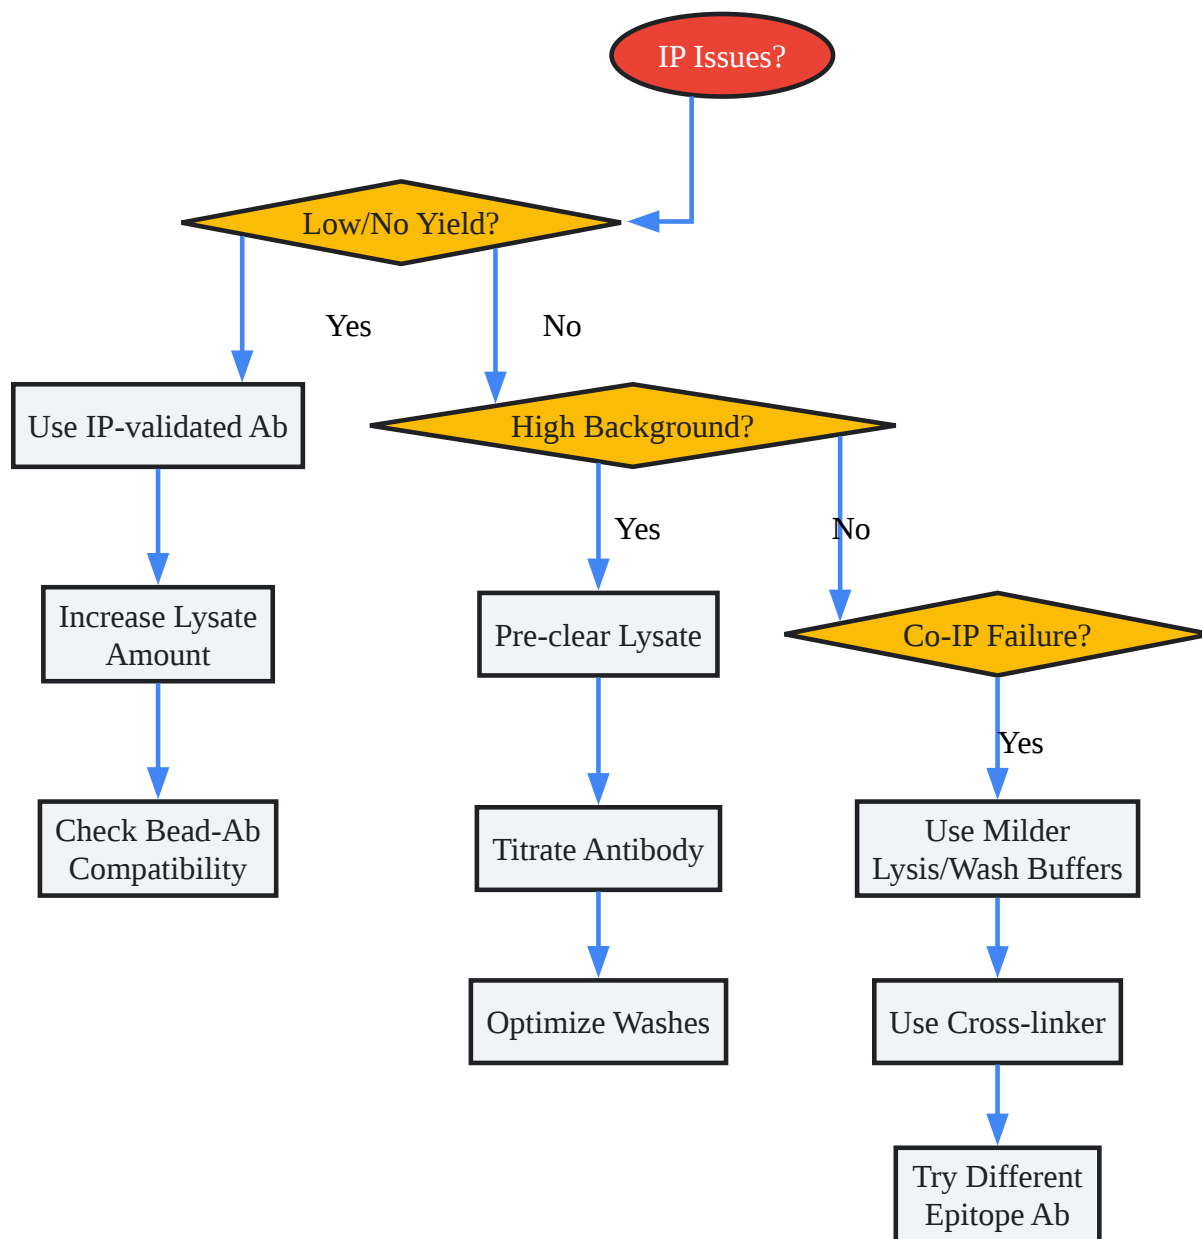 IP Issues?
Low/No Yield?
Yes
No
Use IP-validated Ab
High Background?
Yes
No
Increase Lysate
Amount
Pre-clear Lysate
Co-IP Failure?
Yes
Check Bead-Ab
Compatibility
Titrate Antibody
Use Milder
Lysis/Wash Buffers
Optimize Washes
Use Cross-linker
Try Different
Epitope Ab